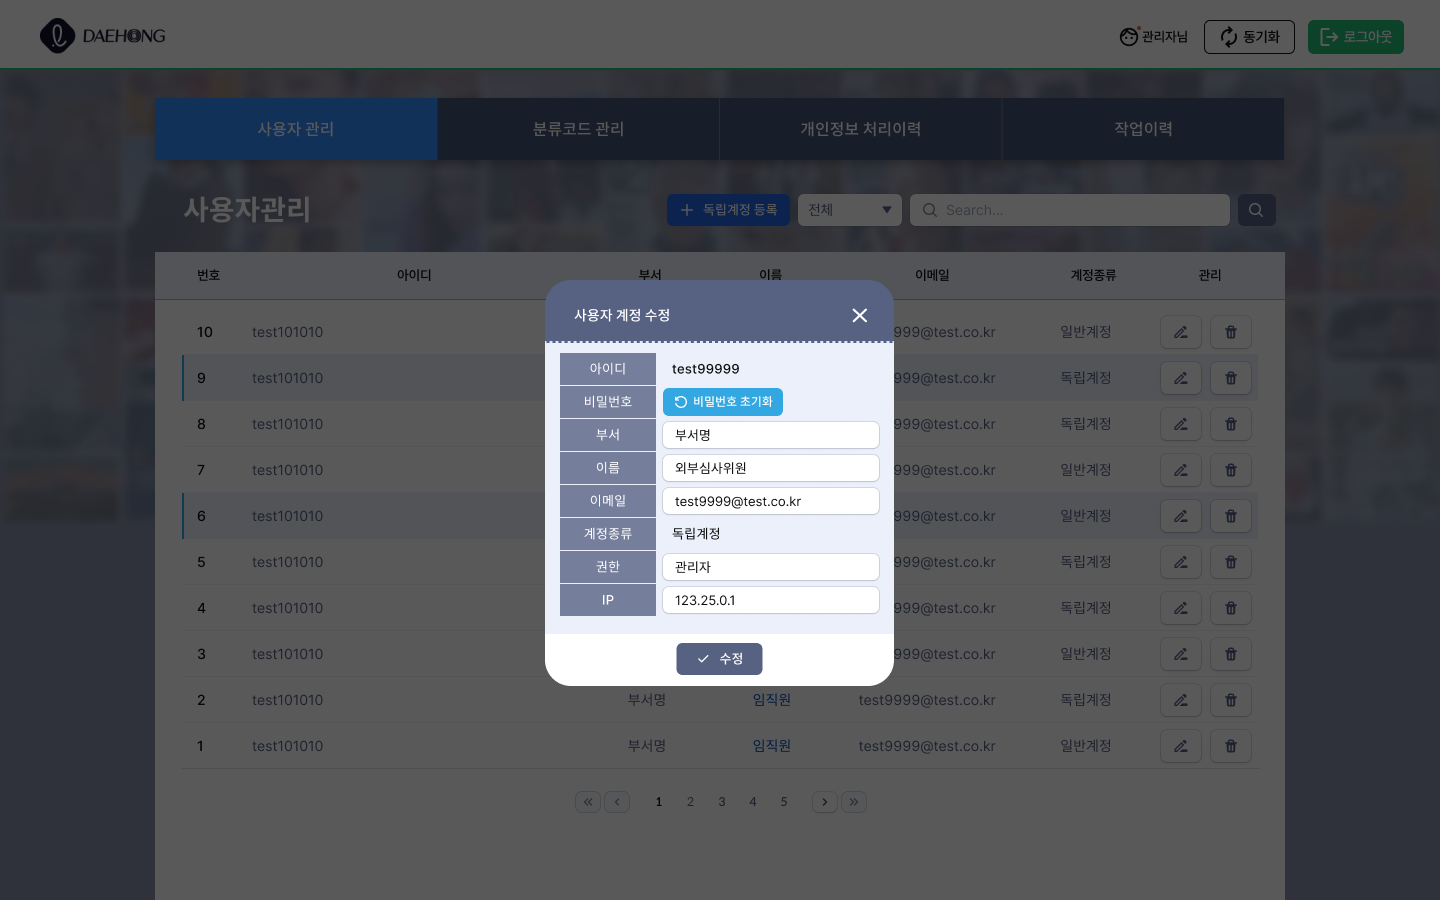 DAEHONG
관리자님
동기화
로그아웃
사용자 관리
분류코드 관리
개인정보 처리이력
작업이력
사용자관리
독립계정 등록
전체
Search...
번호 아이디 부서 이름 이메일 계정종류 관리
10 test101010 999@test.co.kr 일반계정
9 test101010 999@test.co.kr 독립계정
8 test101010 999@test.co.kr 독립계정
7 test101010 999@test.co.kr 일반계정
6 test101010 999@test.co.kr 일반계정
5 test101010 999@test.co.kr 독립계정
4 test101010 999@test.co.kr 독립계정
3 test101010 999@test.co.kr 일반계정
2 test101010 부서명 임직원 test9999@test.co.kr 독립계정
1 test101010 부서명 임직원 test9999@test.co.kr 일반계정
1 2 3 4 5
사용자 계정 수정
아이디 test99999
비밀번호 비밀번호 초기화
부서 부서명
이름 외부심사위원
이메일 test9999@test.co.kr
계정종류 독립계정
권한 관리자
IP 123.25.0.1
수정